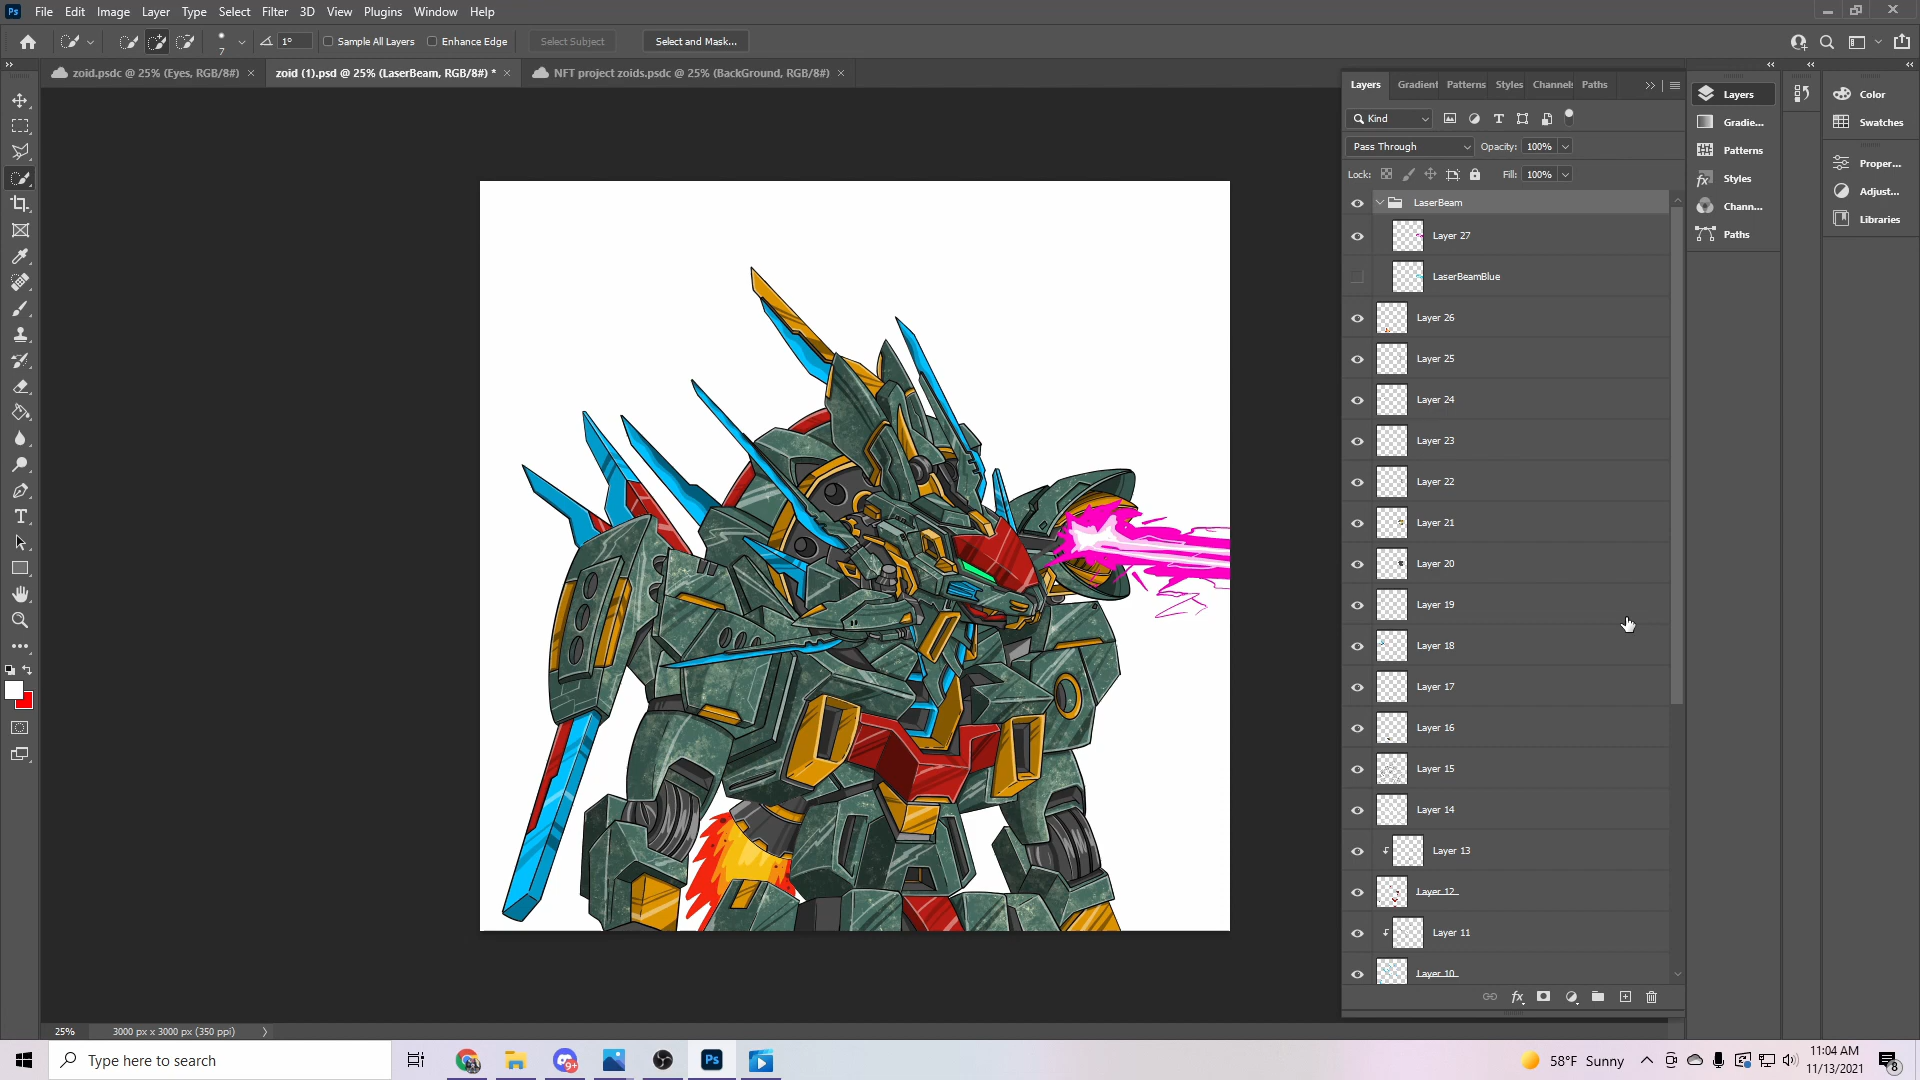 Ps File Edit Image Layer Type Select Filter 3D View Plugins Window Help
7 1° Sample All Layers Enhance Edge Select Subject Select and Mask...
zoid.psdc @ 25% (Eyes, RGB/8#) × zoid (1).psd @ 25% (LaserBeam, RGB/8#) * × NFT project zoids.psdc @ 25% (BackGround, RGB/8#) ×
Layers Gradient Patterns Styles Channels Paths
Kind
Pass Through Opacity: 100%
Lock: Fill: 100%
LaserBeam
Layer 27
LaserBeamBlue
Layer 26
Layer 25
Layer 24
Layer 23
Layer 22
Layer 21
Layer 20
Layer 19
Layer 18
Layer 17
Layer 16
Layer 15
Layer 14
Layer 13
Layer 12
Layer 11
Layer 10
Layers
Gradie...
Patterns
Styles
Chann...
Paths
Color
Swatches
Proper...
Adjust...
Libraries
25% 3000 px x 3000 px (350 ppi)
Type here to search
9+
Ps
58°F Sunny
11:04 AM
11/13/2021
8